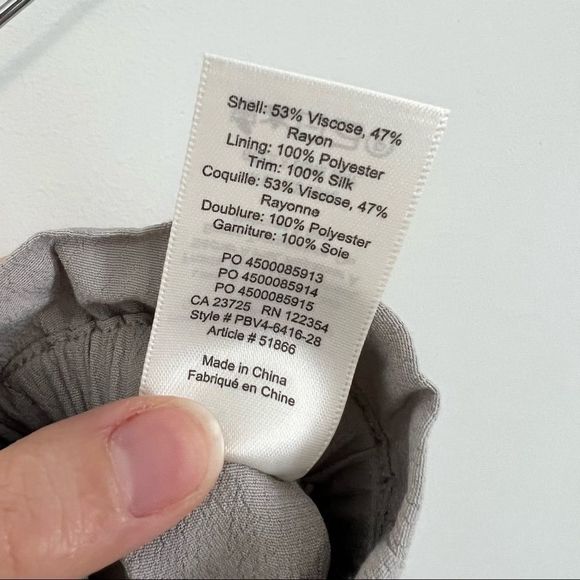 Shell: 53% Viscose, 47%
Rayon
Lining: 100% Polyester
Trim: 100% Silk
Coquille: 53% Viscose, 47%
Rayonne
Doublure: 100% Polyester
Garniture: 100% Soie
PO 4500085913
PO 4500085914
PO 4500085915
CA 23725 RN 122354
Style # PBV4-6416-28
Article # 51866
Made in China
Fabriqué en Chine